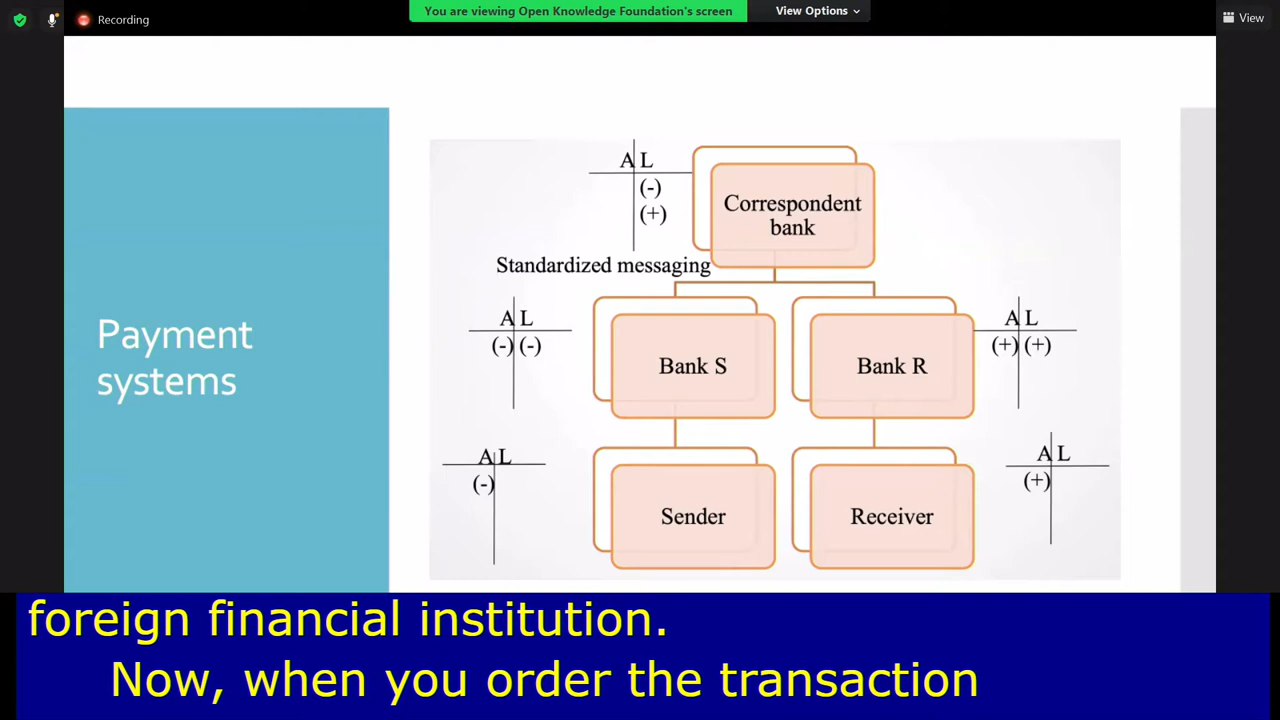 Recording
You are viewing Open Knowledge Foundation's screen
View Options
View
Payment
systems
A L
(-)
(+)
Correspondent
bank
Standardized messaging
A L
(-) (-)
Bank S
Bank R
A L
(+) (+)
A L
(-)
Sender
Receiver
A L
(+)
foreign financial institution.
Now, when you order the transaction